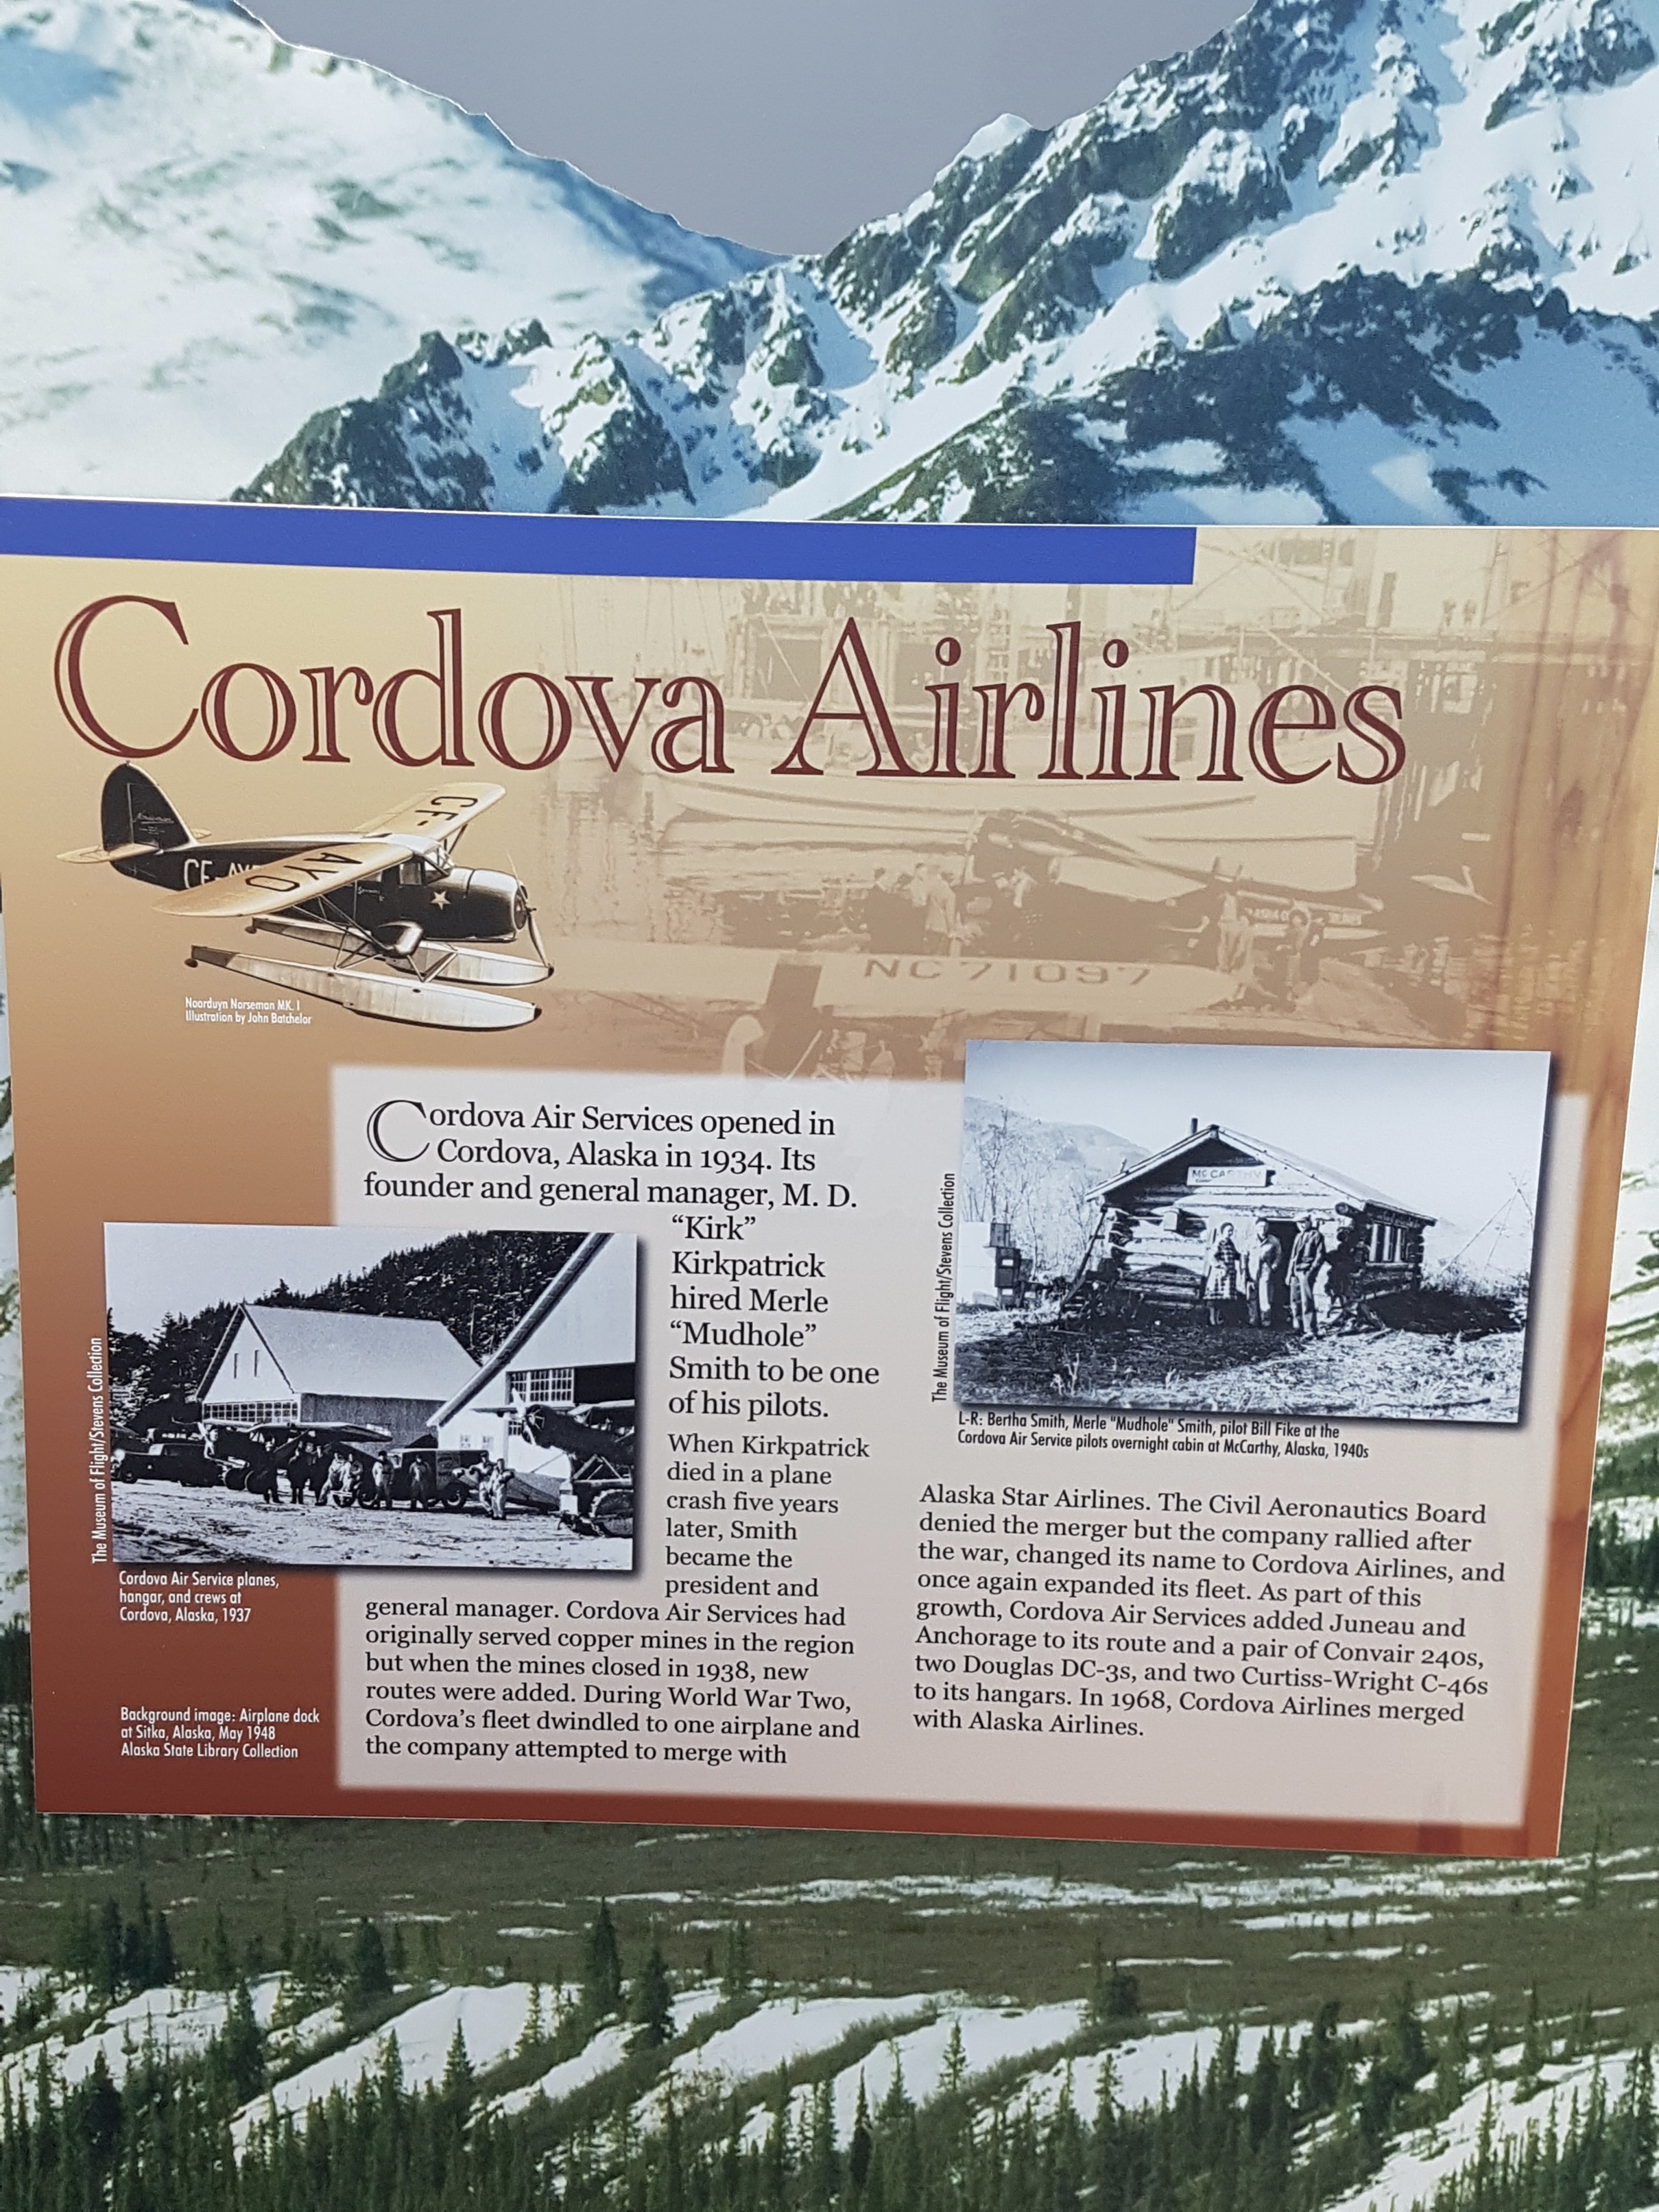 Cordova Airlines
CF-
AYO
CF-AY
Noorduyn Norseman MK. I
Illustration by John Batchelor
NC 71097
Cordova Air Services opened in
Cordova, Alaska in 1934. Its
founder and general manager, M. D.
“Kirk”
Kirkpatrick
hired Merle
“Mudhole”
Smith to be one
of his pilots.
When Kirkpatrick
died in a plane
crash five years
later, Smith
became the
president and
general manager. Cordova Air Services had
originally served copper mines in the region
but when the mines closed in 1938, new
routes were added. During World War Two,
Cordova’s fleet dwindled to one airplane and
the company attempted to merge with
The Museum of Flight/Stevens Collection
Cordova Air Service planes,
hangar, and crews at
Cordova, Alaska, 1937
Background image: Airplane dock
at Sitka, Alaska, May 1948
Alaska State Library Collection
The Museum of Flight/Stevens Collection
McCARTHY
L-R: Bertha Smith, Merle "Mudhole" Smith, pilot Bill Fike at the
Cordova Air Service pilots overnight cabin at McCarthy, Alaska, 1940s
Alaska Star Airlines. The Civil Aeronautics Board
denied the merger but the company rallied after
the war, changed its name to Cordova Airlines, and
once again expanded its fleet. As part of this
growth, Cordova Air Services added Juneau and
Anchorage to its route and a pair of Convair 240s,
two Douglas DC-3s, and two Curtiss-Wright C-46s
to its hangars. In 1968, Cordova Airlines merged
with Alaska Airlines.